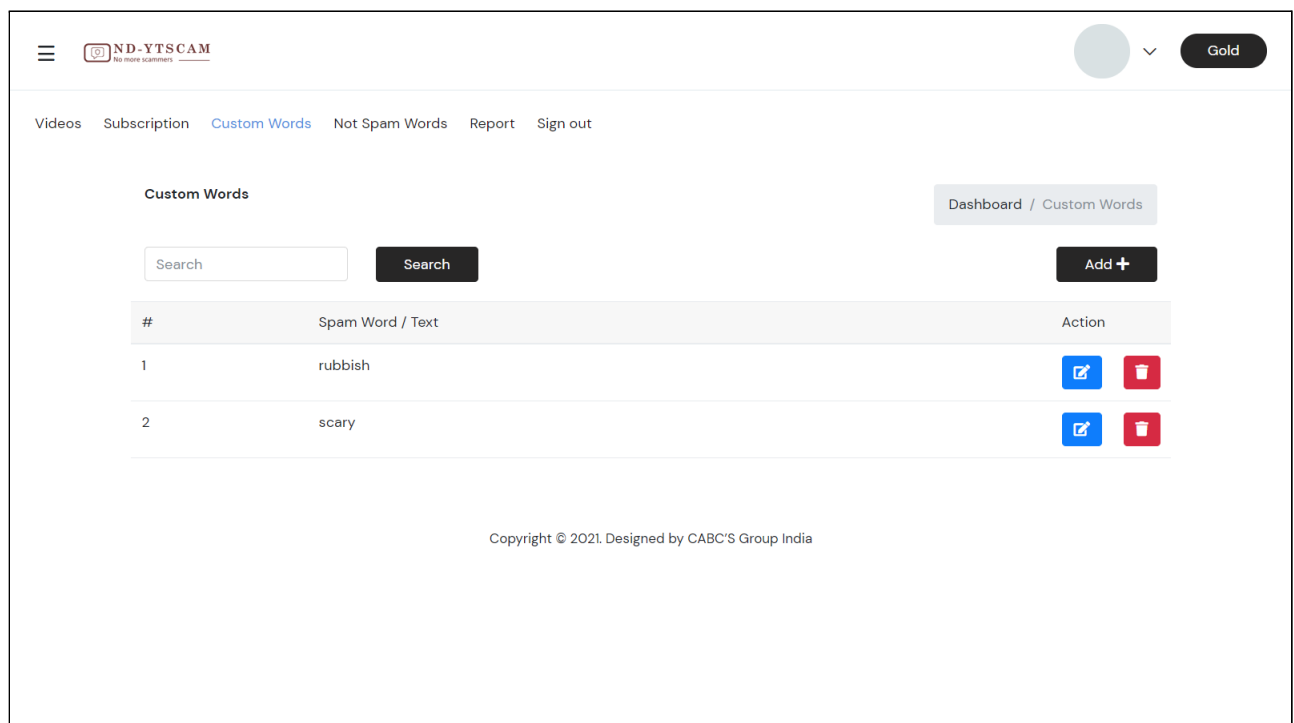 ND-YTSCAM
No more scammers
Gold
Videos Subscription Custom Words Not Spam Words Report Sign out
Custom Words
Dashboard / Custom Words
Search Search Add +
# Spam Word / Text Action
1 rubbish
2 scary
Copyright © 2021. Designed by CABC'S Group India